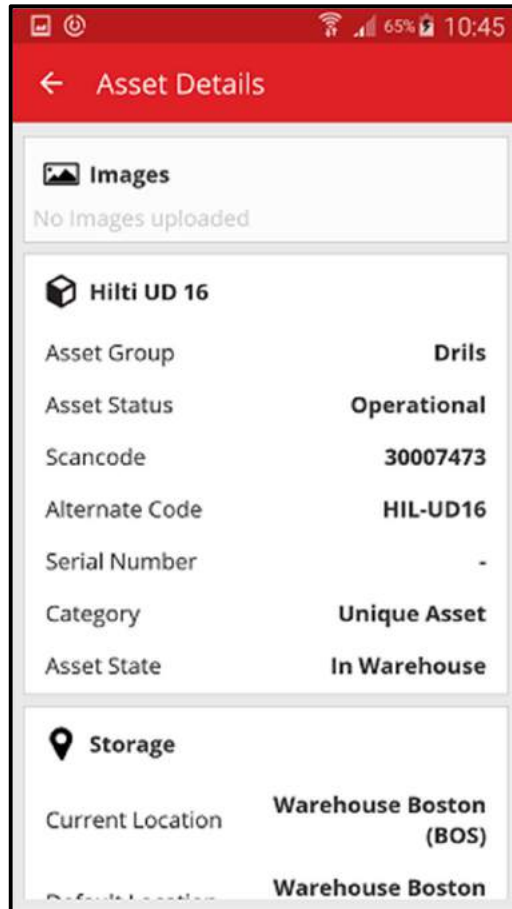 65% 10:45
Asset Details
Images
No Images uploaded
Hilti UD 16
Asset Group Drils
Asset Status Operational
Scancode 30007473
Alternate Code HIL-UD16
Serial Number -
Category Unique Asset
Asset State In Warehouse
Storage
Current Location Warehouse Boston
(BOS)
Default Location Warehouse Boston